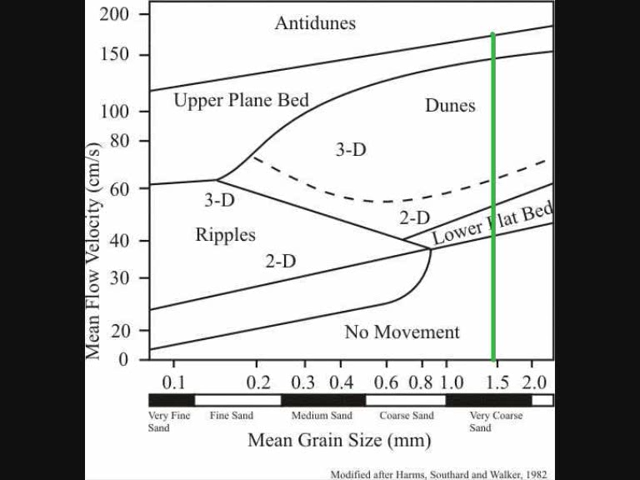 200
Antidunes
150
Upper Plane Bed
Dunes
100
80
3-D
60
3-D
2-D
Lower Flat Bed
Ripples
40
2-D
30
No Movement
20
0
Mean Flow Velocity (cm/s)
0.1 0.2 0.3 0.4 0.6 0.8 1.0 1.5 2.0
Very Fine Sand
Fine Sand
Medium Sand
Coarse Sand
Very Coarse Sand
Mean Grain Size (mm)
Modified after Harms, Southard and Walker, 1982